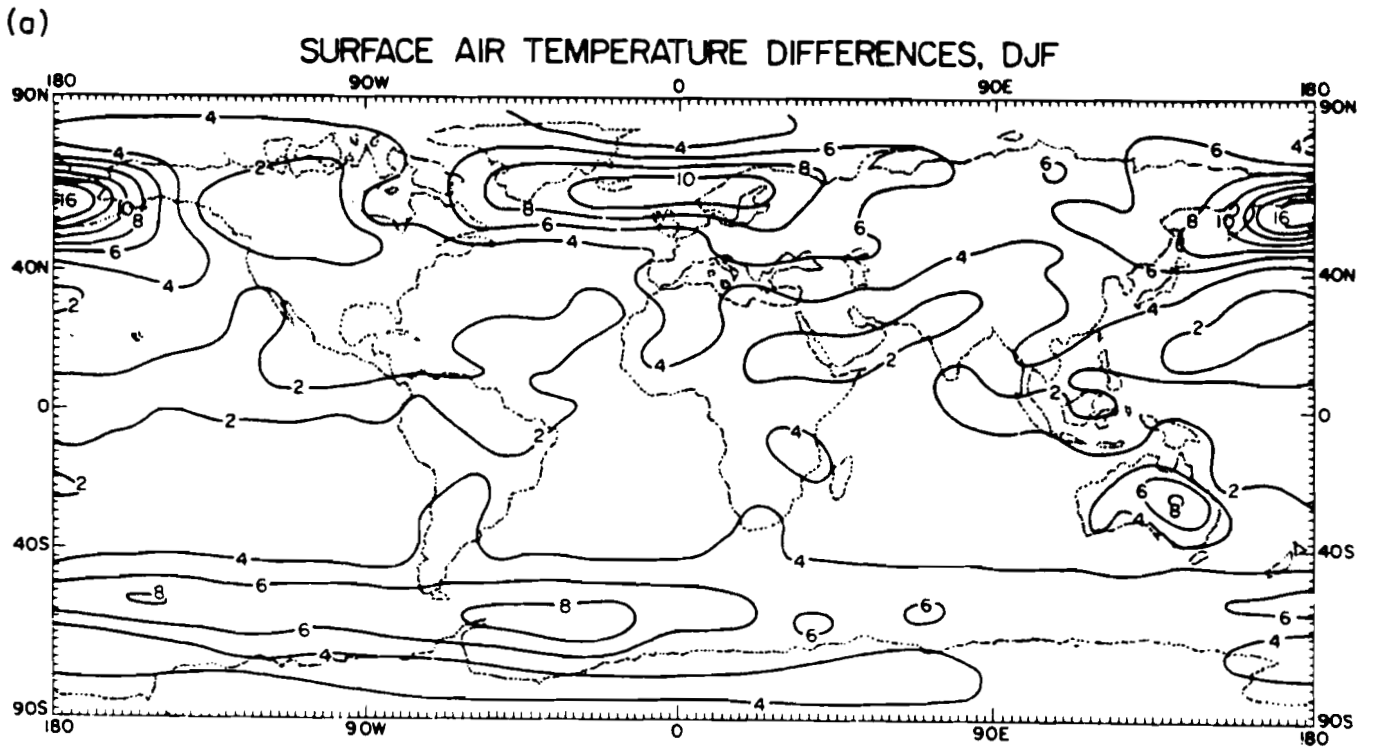 (a)
SURFACE AIR TEMPERATURE DIFFERENCES, DJF
180 90W 0 90E 180
90N 90N
4 4 4
4 2 6 8 6 6
16 10 8 10 8 6 8 10 16
6 6 4 6 6
40N 4 4 40N
2 4 2
4 2
2 2
0 2 2 0
4
2 6 2
8
4
40S 4 4 40S
6
8 8 6
6 6 6
4 4
4
90S 90S
180 90W 0 90E 180